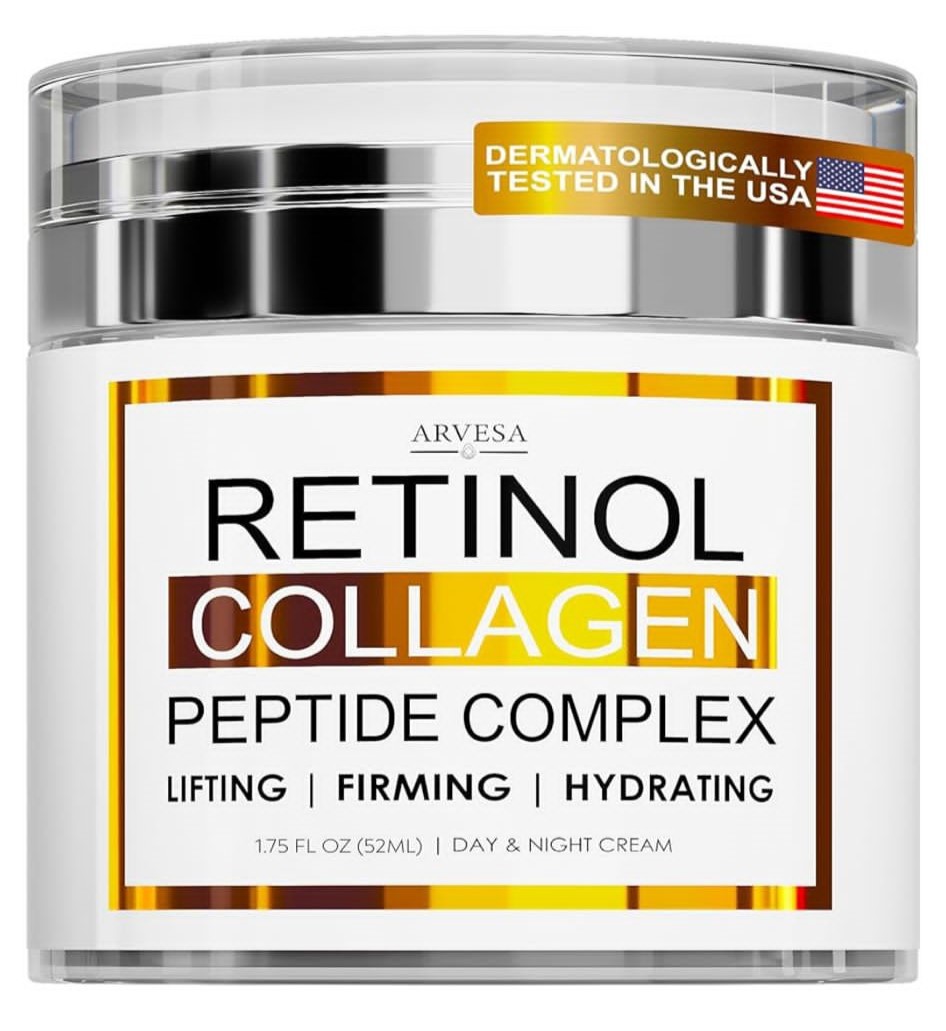 DERMATOLOGICALLY
TESTED IN THE USA
ARVESA
RETINOL
COLLAGEN
PEPTIDE COMPLEX
LIFTING | FIRMING | HYDRATING
1.75 FL OZ (52ML) | DAY & NIGHT CREAM